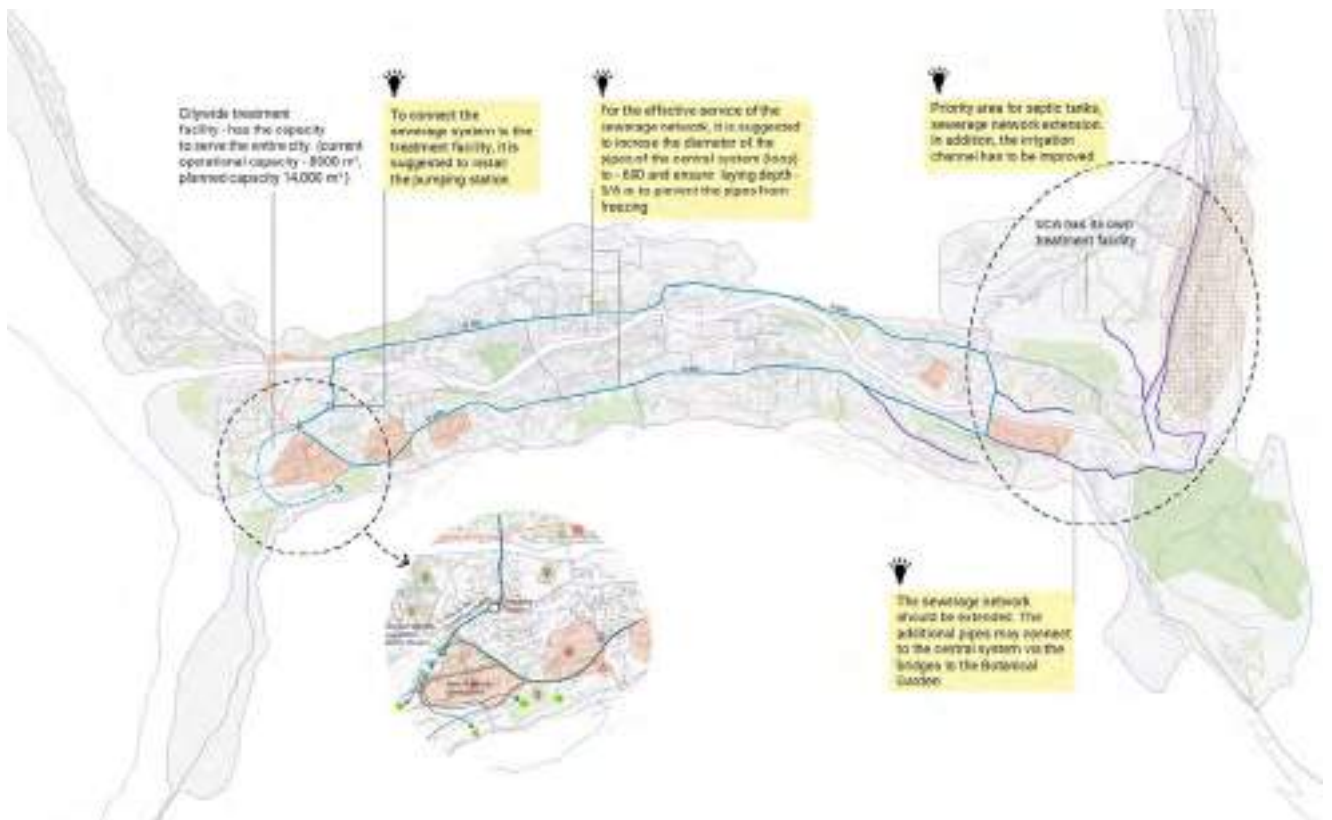 Citywide treatment
facility - has the capacity
to serve the entire city. (current
operational capacity - 8000 m³,
planned capacity 14,000 m³)
To connect the
sewerage system to the
treatment facility, it is
suggested to install
the pumping station
For the effective service of the
sewerage network, it is suggested
to increase the diameter of the
pipes of the central system (loop)
to - 600 and ensure laying depth -
5/6 m to prevent the pipes from
freezing
Priority area for septic tanks,
sewerage network extension.
In addition, the irrigation
channel has to be improved
UCA has its own
treatment facility
The sewerage network
should be extended. The
additional pipes may connect
to the central system via the
bridges to the Botanical
Garden